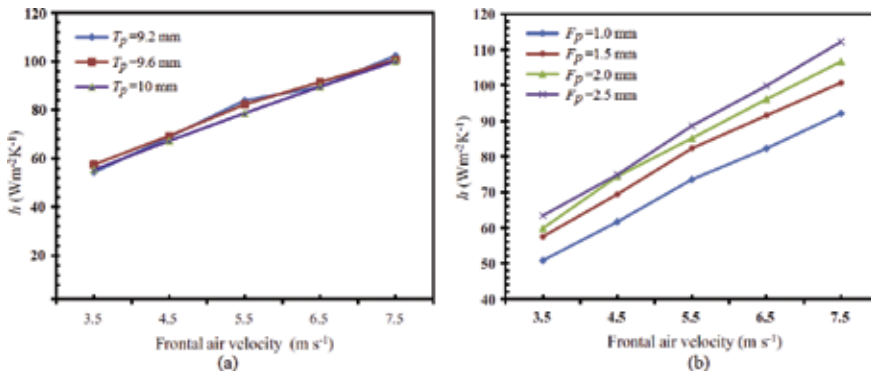 120
100
80
60
40
20
h (Wm⁻²K⁻¹)
Tp=9.2 mm
Tp=9.6 mm
Tp=10 mm
3.5 4.5 5.5 6.5 7.5
Frontal air velocity (m s⁻¹)
(a)
120
110
100
90
80
70
60
50
40
h (Wm⁻²K⁻¹)
Fp=1.0 mm
Fp=1.5 mm
Fp=2.0 mm
Fp=2.5 mm
3.5 4.5 5.5 6.5 7.5
Frontal air velocity (m s⁻¹)
(b)